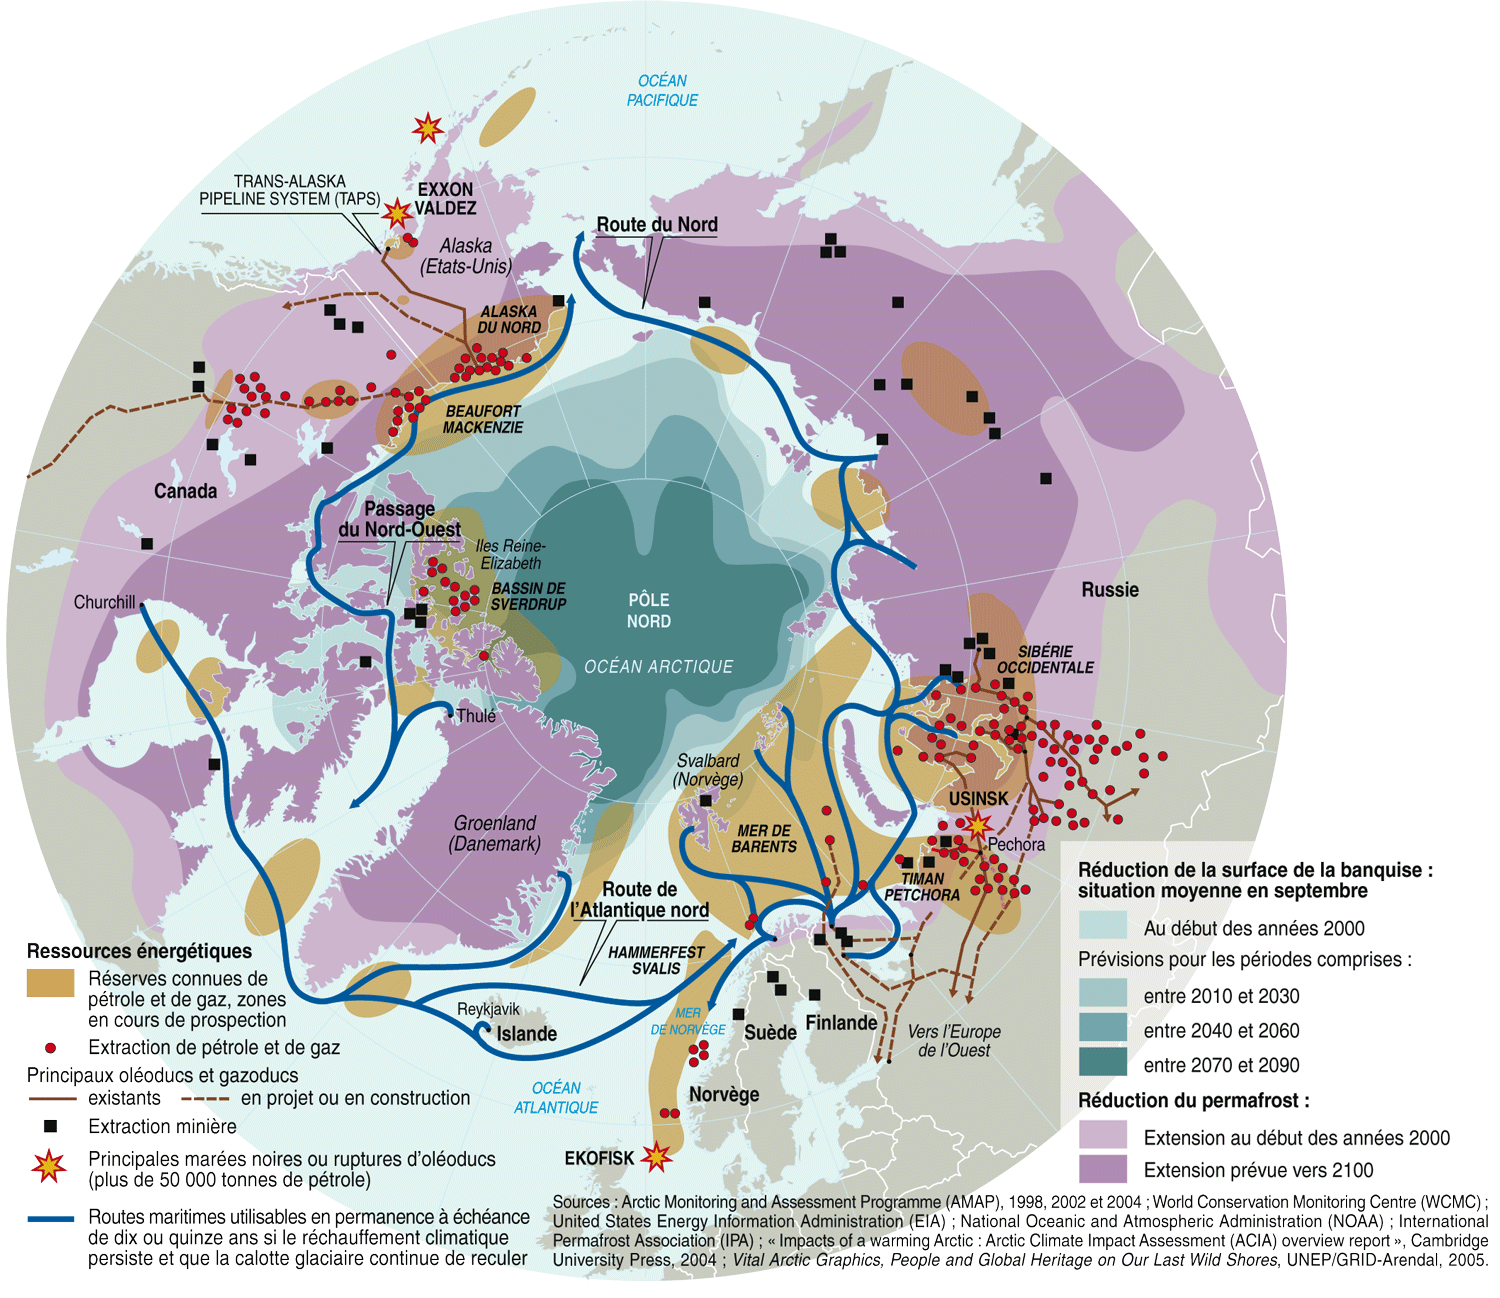 OCÉAN
PACIFIQUE
TRANS-ALASKA
PIPELINE SYSTEM (TAPS)
EXXON
VALDEZ
Alaska
(Etats-Unis)
Route du Nord
ALASKA
DU NORD
BEAUFORT
MACKENZIE
Canada
Passage
du Nord-Ouest
Iles Reine-
Elizabeth
BASSIN DE
SVERDRUP
PÔLE
NORD
OCÉAN ARCTIQUE
Russie
Churchill
SIBÉRIE
OCCIDENTALE
Thulé
Svalbard
(Norvège)
USINSK
Pechora
MER DE
BARENTS
TIMAN
PETCHORA
Groenland
(Danemark)
Route de
l'Atlantique nord
HAMMERFEST
SVALIS
Reykjavik
Islande
MER
DE NORVÈGE
Suède
Finlande
Vers l'Europe
de l'Ouest
Norvège
OCÉAN
ATLANTIQUE
EKOFISK
Ressources énergétiques
Réserves connues de
pétrole et de gaz, zones
en cours de prospection
Extraction de pétrole et de gaz
Principaux oléoducs et gazoducs
existants
en projet ou en construction
Extraction minière
Principales marées noires ou ruptures d'oléoducs
(plus de 50 000 tonnes de pétrole)
Routes maritimes utilisables en permanence à échéance
de dix ou quinze ans si le réchauffement climatique
persiste et que la calotte glaciaire continue de reculer
Réduction de la surface de la banquise :
situation moyenne en septembre
Au début des années 2000
Prévisions pour les périodes comprises :
entre 2010 et 2030
entre 2040 et 2060
entre 2070 et 2090
Réduction du permafrost :
Extension au début des années 2000
Extension prévue vers 2100
Sources : Arctic Monitoring and Assessment Programme (AMAP), 1998, 2002 et 2004 ; World Conservation Monitoring Centre (WCMC) ;
United States Energy Information Administration (EIA) ; National Oceanic and Atmospheric Administration (NOAA) ; International
Permafrost Association (IPA) ; « Impacts of a warming Arctic : Arctic Climate Impact Assessment (ACIA) overview report », Cambridge
University Press, 2004 ; Vital Arctic Graphics, People and Global Heritage on Our Last Wild Shores, UNEP/GRID-Arendal, 2005.